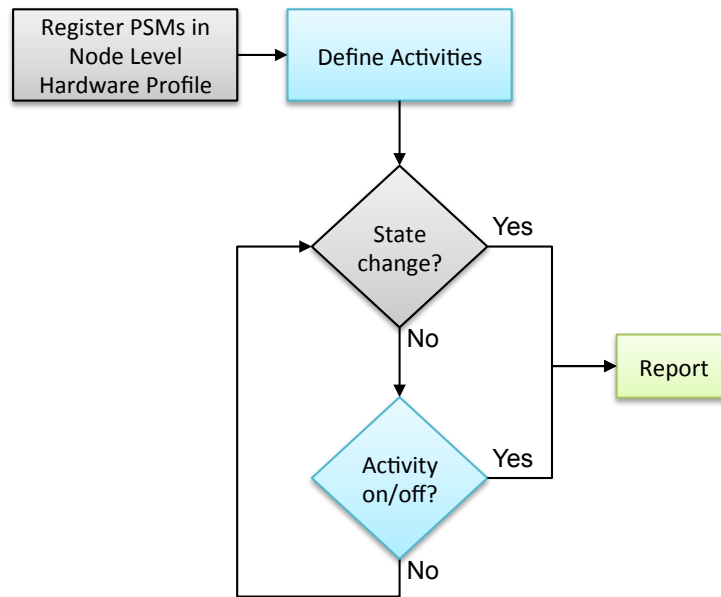 Register PSMs in
Node Level
Hardware Profile
Define Activities
State
change?
Yes
No
Report
Activity
on/off?
Yes
No